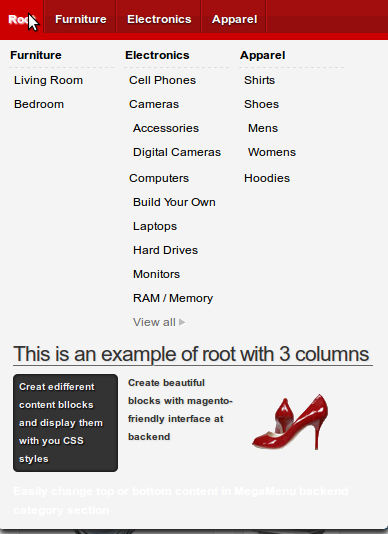 Root Furniture Electronics Apparel
Furniture
Living Room
Bedroom
Electronics
Cell Phones
Cameras
Accessories
Digital Cameras
Computers
Build Your Own
Laptops
Hard Drives
Monitors
RAM / Memory
View all
Apparel
Shirts
Shoes
Mens
Womens
Hoodies
This is an example of root with 3 columns
Creat edifferent
content bllocks
and display them
with you CSS
styles
Create beautiful
blocks with magento-
friendly interface at
backend
Easily change top ur bottom content in MegaMenu backend
category section